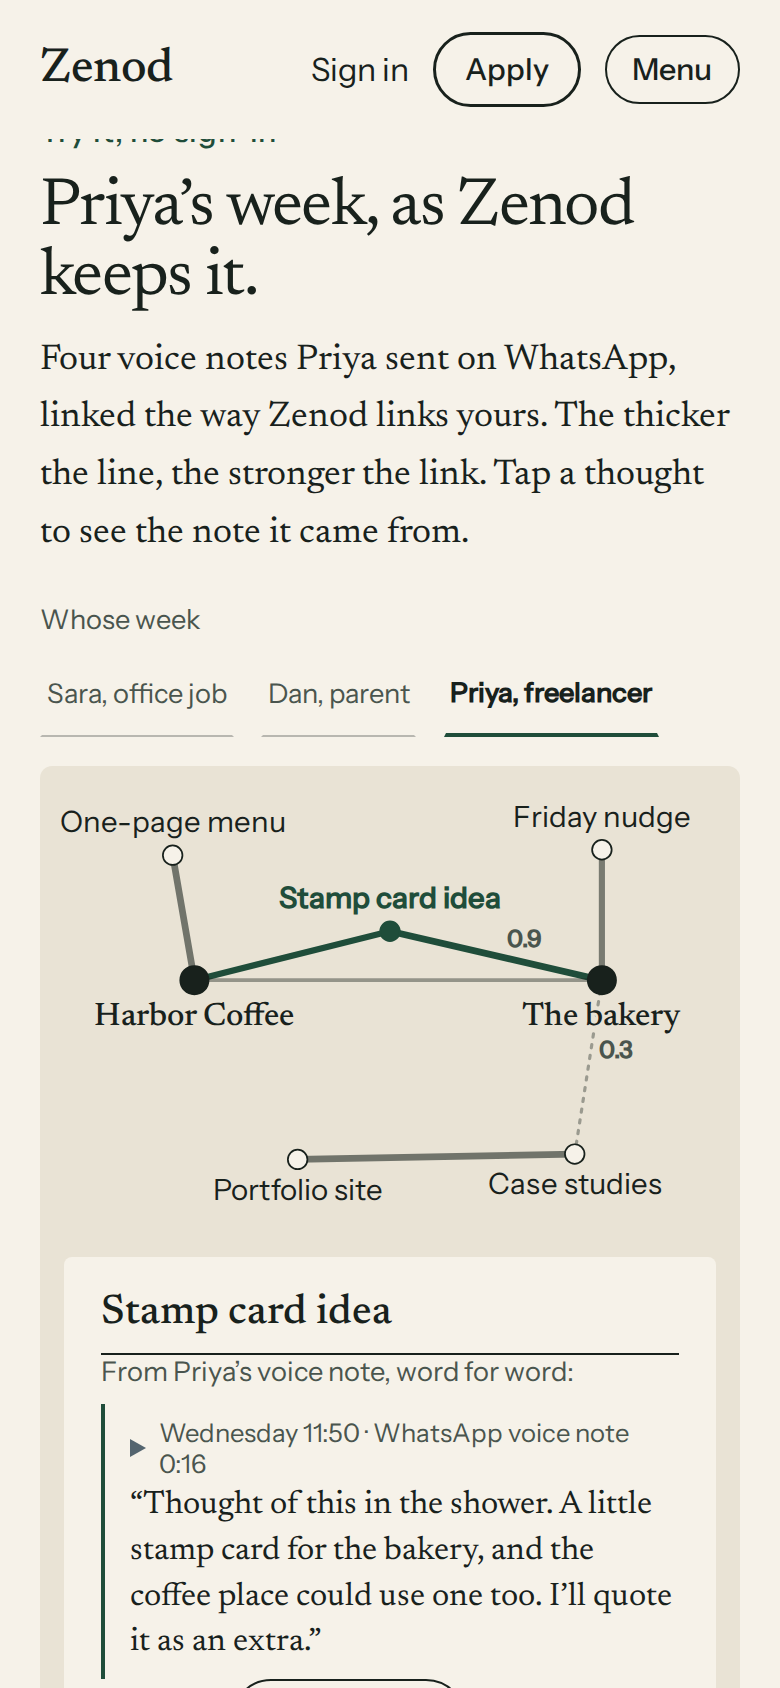 Zenod
Sign in
Apply
Menu
Try it, no sign-in
Priya’s week, as Zenod
keeps it.
Four voice notes Priya sent on WhatsApp,
linked the way Zenod links yours. The thicker
the line, the stronger the link. Tap a thought
to see the note it came from.
Whose week
Sara, office job
Dan, parent
Priya, freelancer
One-page menu
Friday nudge
Stamp card idea
0.9
Harbor Coffee
The bakery
0.3
Portfolio site
Case studies
Stamp card idea
From Priya’s voice note, word for word:
Wednesday 11:50 · WhatsApp voice note
0:16
“Thought of this in the shower. A little
stamp card for the bakery, and the
coffee place could use one too. I’ll quote
it as an extra.”